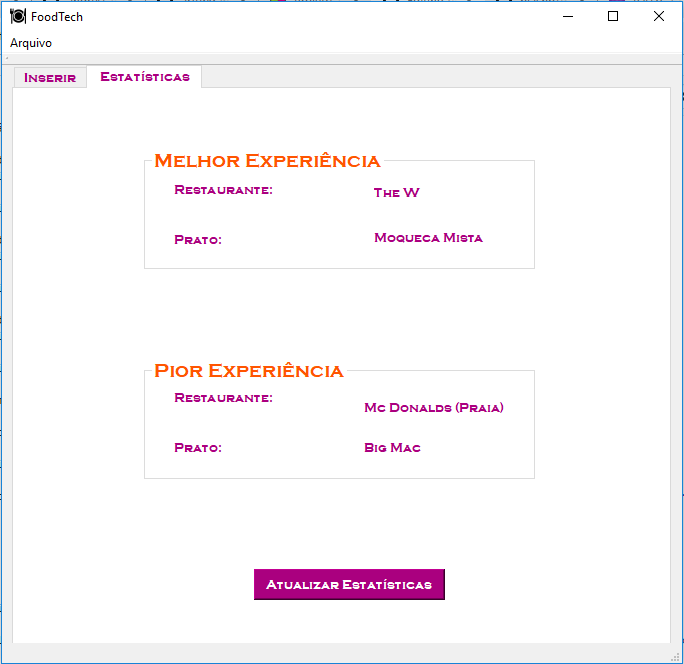 FoodTech
Arquivo
Inserir Estatísticas
Melhor Experiência
Restaurante: The W
Prato: Moqueca Mista
Pior Experiência
Restaurante: Mc Donalds (Praia)
Prato: Big Mac
Atualizar Estatísticas